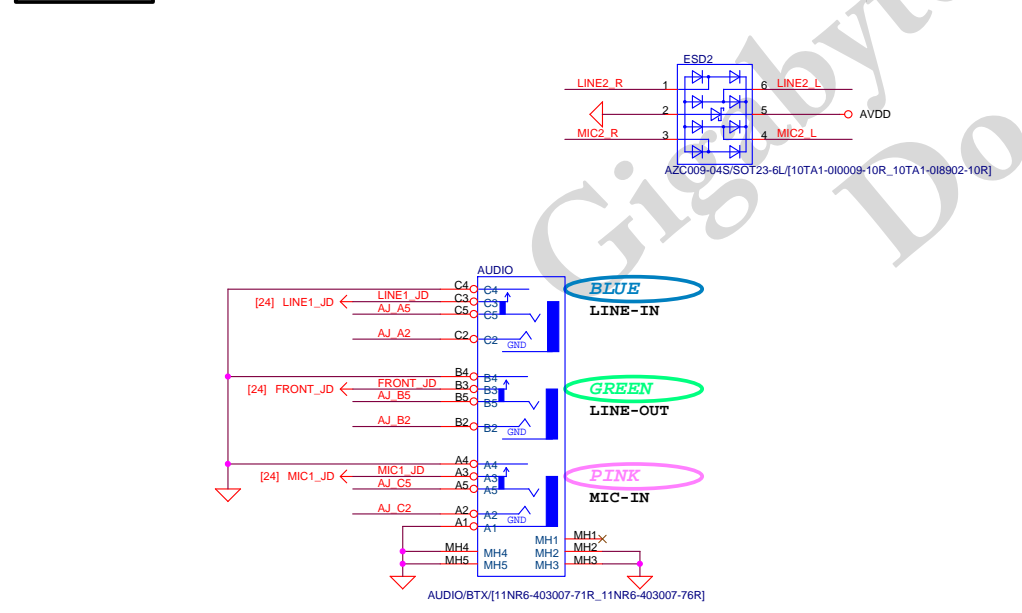 Gigabyte
Do
ESD2
LINE2_R 1 6 LINE2_L
2 5 AVDD
MIC2_R 3 4 MIC2_L
AZC009-04S/SOT23-6L/[10TA1-0I0009-10R_10TA1-0I8902-10R]
AUDIO
C4 C4 BLUE
[24] LINE1_JD LINE1_JD C3 C3
AJ_A5 C5 C5 LINE-IN
AJ_A2 C2 C2 GND
B4 B4
[24] FRONT_JD FRONT_JD B3 B3 GREEN
AJ_B5 B5 B5 LINE-OUT
AJ_B2 B2 B2 GND
A4 A4
[24] MIC1_JD MIC1_JD A3 A3 PINK
AJ_C5 A5 A5 MIC-IN
AJ_C2 A2 A2 GND
A1 A1
MH1 MH1
MH4 MH4 MH2 MH2
MH5 MH5 MH3 MH3
AUDIO/BTX/[11NR6-403007-71R_11NR6-403007-76R]